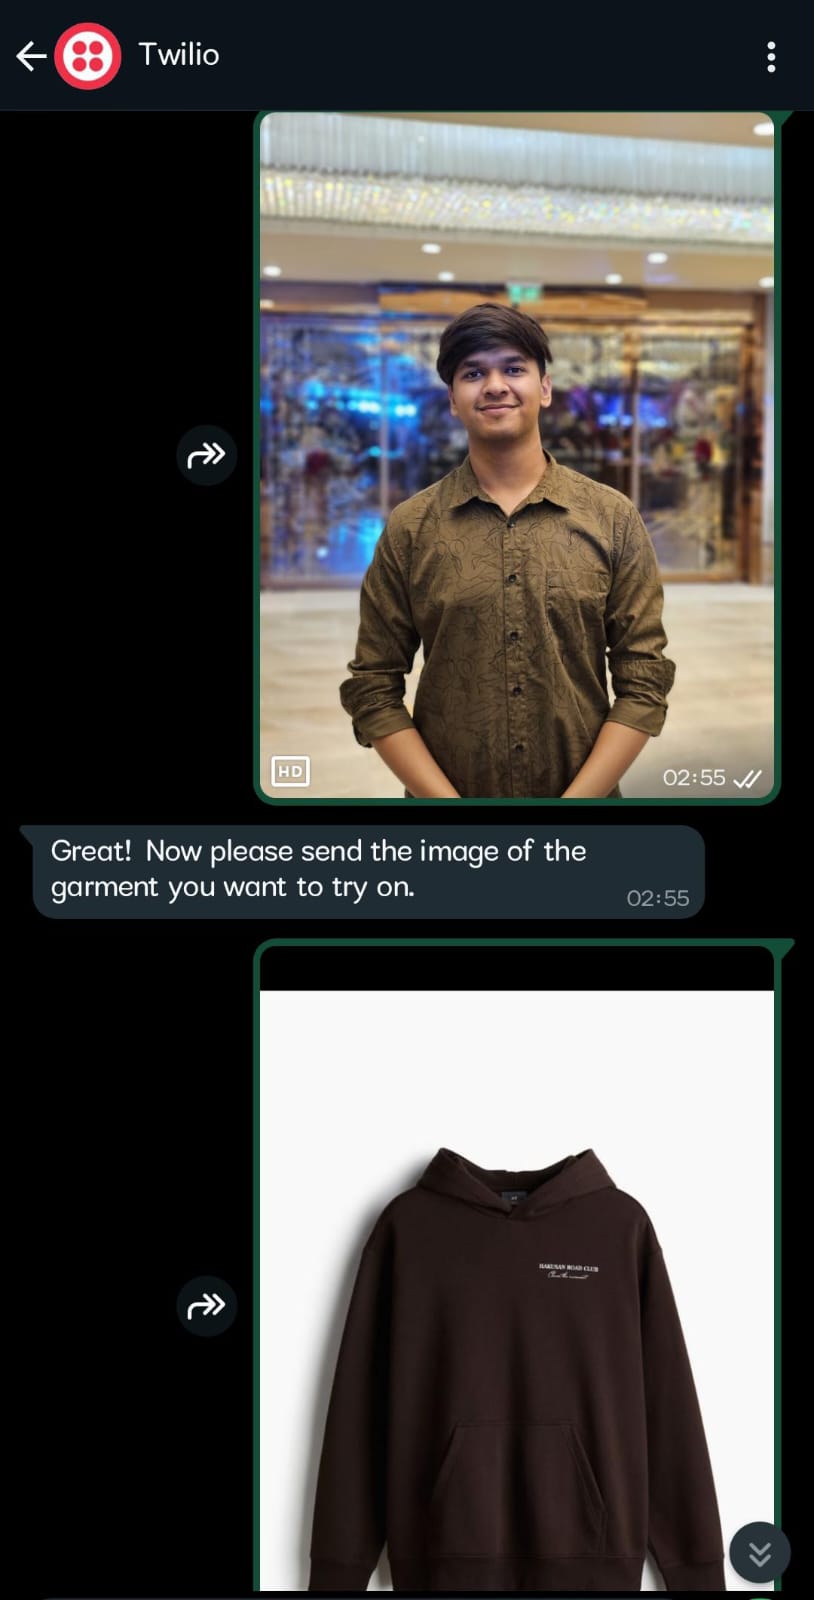 Twilio
HD
02:55
Great! Now please send the image of the
garment you want to try on.
02:55
HAKUSAN ROAD CLUB